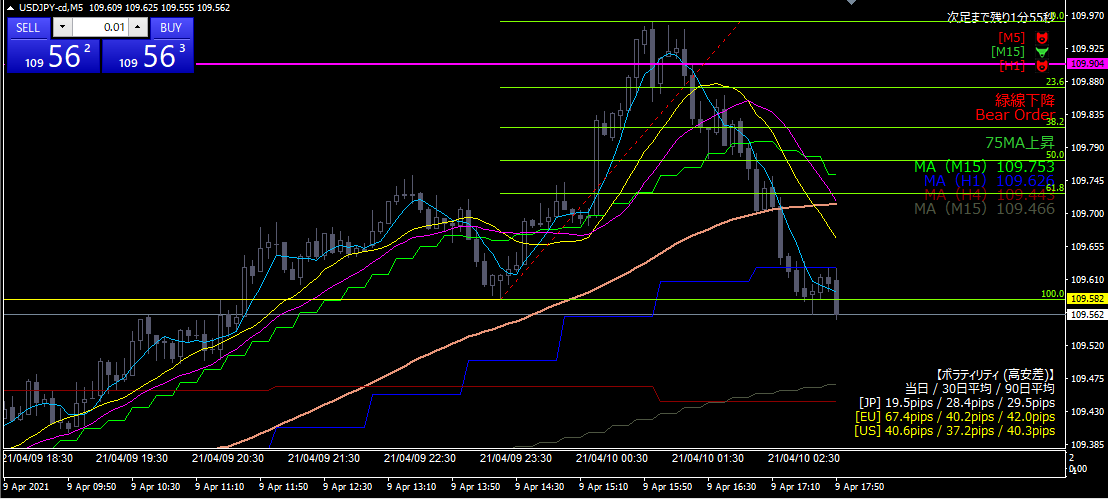 USDJPY-cd,M5 109.609 109.625 109.555 109.562
SELL 0.01 BUY
109 56 2 109 56 3
次足まで残り1分55秒
0.0
109.970
[M5]
109.925
[M15]
[H1]
109.904
109.880
23.6
緑線下降
Bear Order
109.835
38.2
75MA上昇
109.790
50.0
MA (M15) 109.753
MA (H1) 109.626
109.745
61.8
MA (H4) 109.445
MA (M15) 109.466
109.700
109.655
109.610
100.0
109.582
109.562
109.520
【ボラティリティ (高安差)】
109.475
当日 / 30日平均 / 90日平均
[JP] 19.5pips / 28.4pips / 29.5pips
109.430
[EU] 67.4pips / 40.2pips / 42.0pips
[US] 40.6pips / 37.2pips / 40.3pips
109.385
21/04/09 18:30 21/04/09 19:30 21/04/09 20:30 21/04/09 21:30 21/04/09 22:30 21/04/09 23:30 21/04/10 00:30 21/04/10 01:30 21/04/10 02:30
2
0.00
9 Apr 2021 9 Apr 09:50 9 Apr 10:30 9 Apr 11:10 9 Apr 11:50 9 Apr 12:30 9 Apr 13:10 9 Apr 13:50 9 Apr 14:30 9 Apr 15:10 9 Apr 15:50 9 Apr 16:30 9 Apr 17:10 9 Apr 17:50